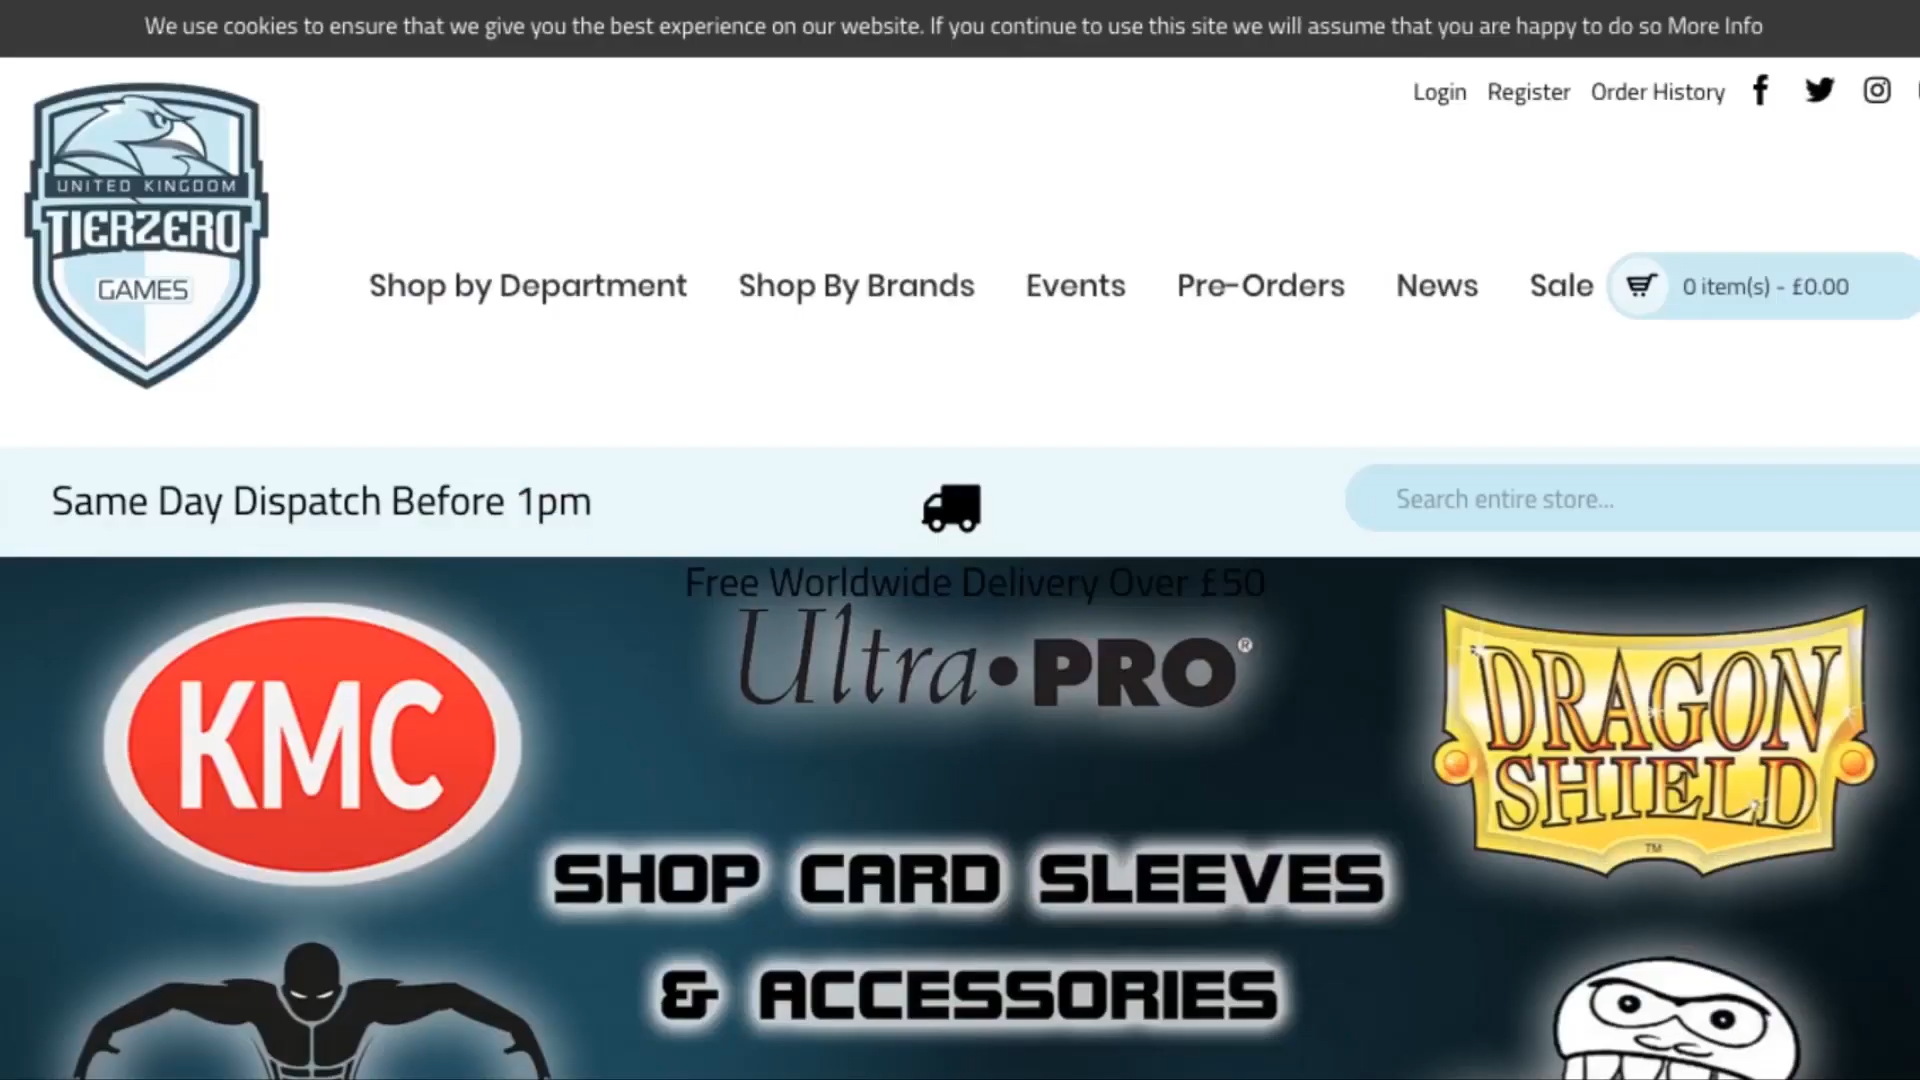 We use cookies to ensure that we give you the best experience on our website. If you continue to use this site we will assume that you are happy to do so More Info
Login Register Order History
UNITED KINGDOM
TIERZERO
GAMES
Shop by Department Shop By Brands Events Pre-Orders News Sale 0 item(s) - £0.00
Same Day Dispatch Before 1pm
Search entire store...
Free Worldwide Delivery Over £50
KMC
Ultra•PRO®
DRAGON
SHIELD
TM
SHOP CARD SLEEVES
& ACCESSORIES